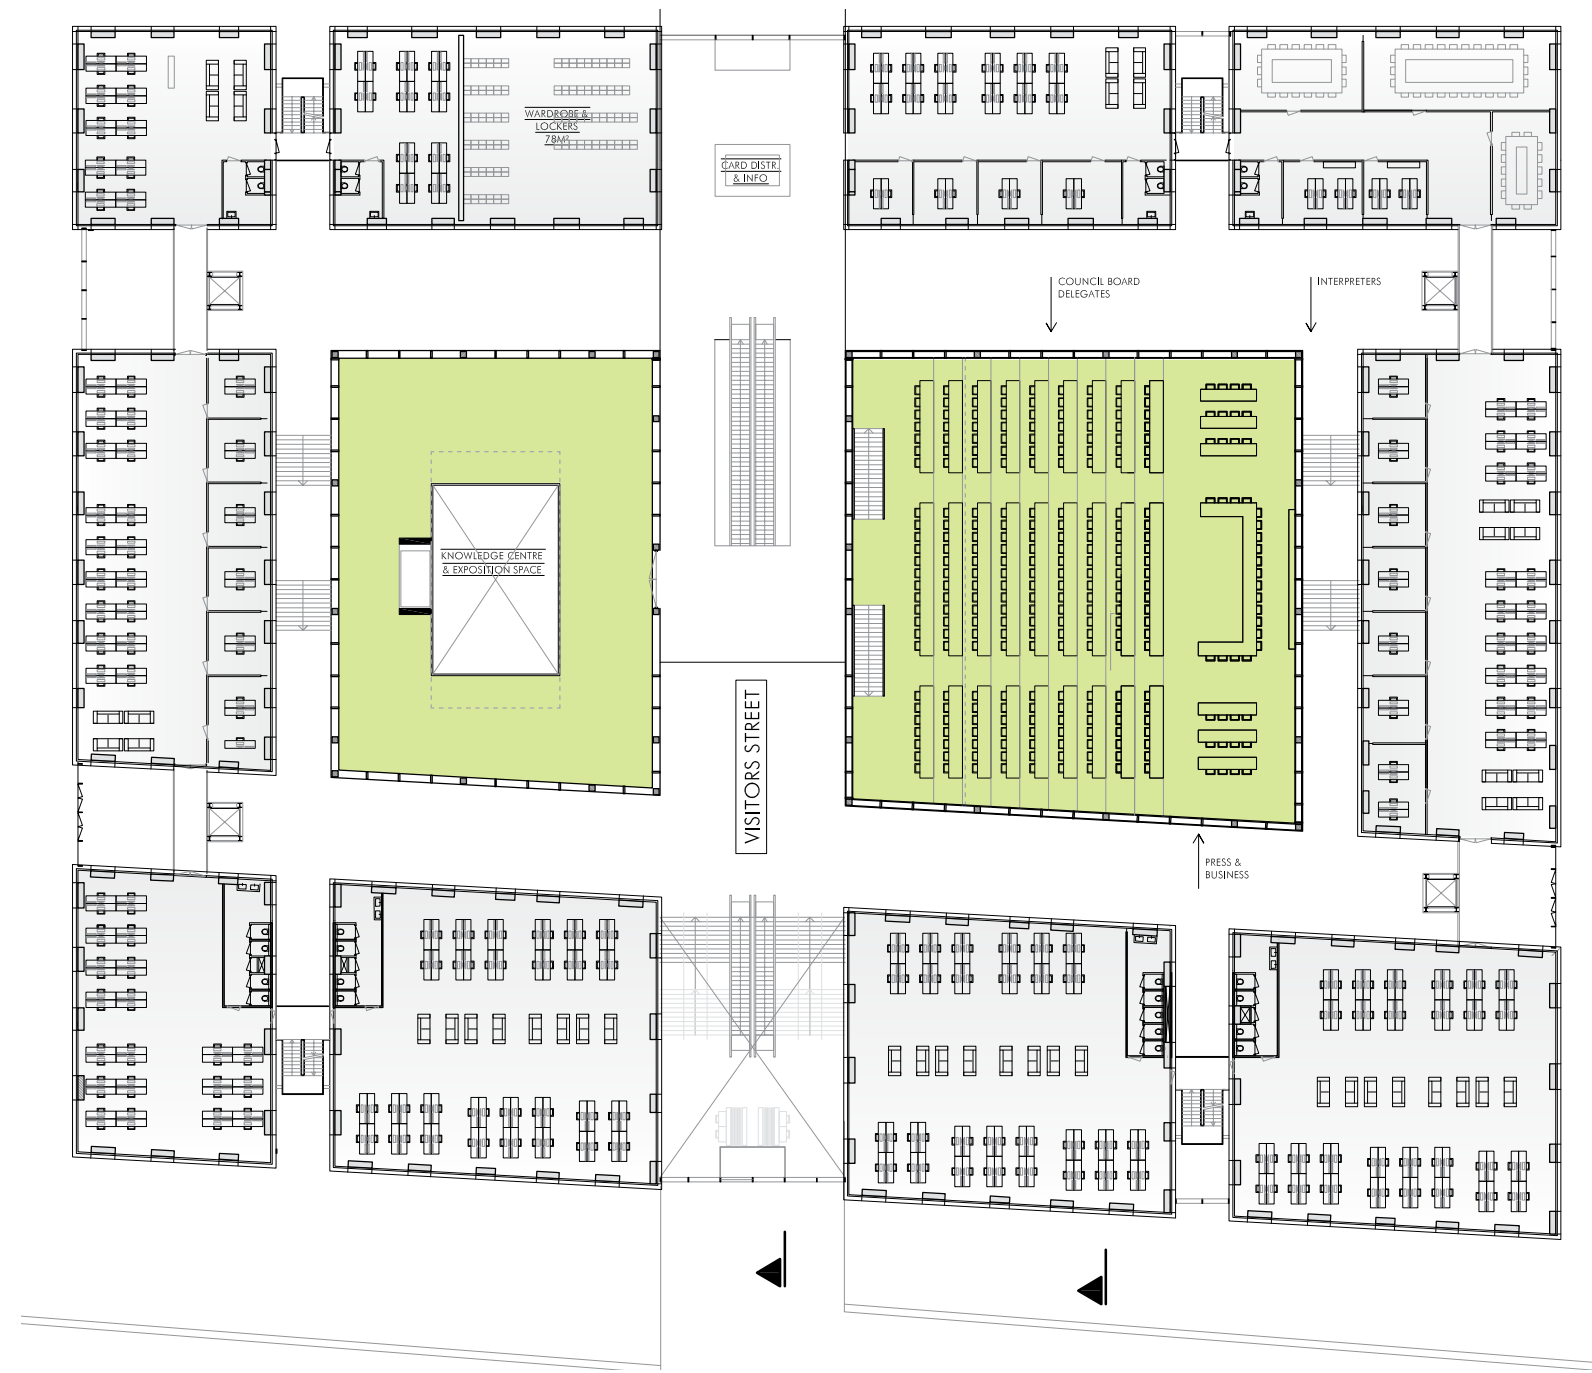 WARDROBE &
LOCKERS
78M²
CARD DISTR.
& INFO
COUNCIL BOARD
DELEGATES
INTERPRETERS
KNOWLEDGE CENTRE
& EXPOSITION SPACE
VISITORS STREET
PRESS &
BUSINESS